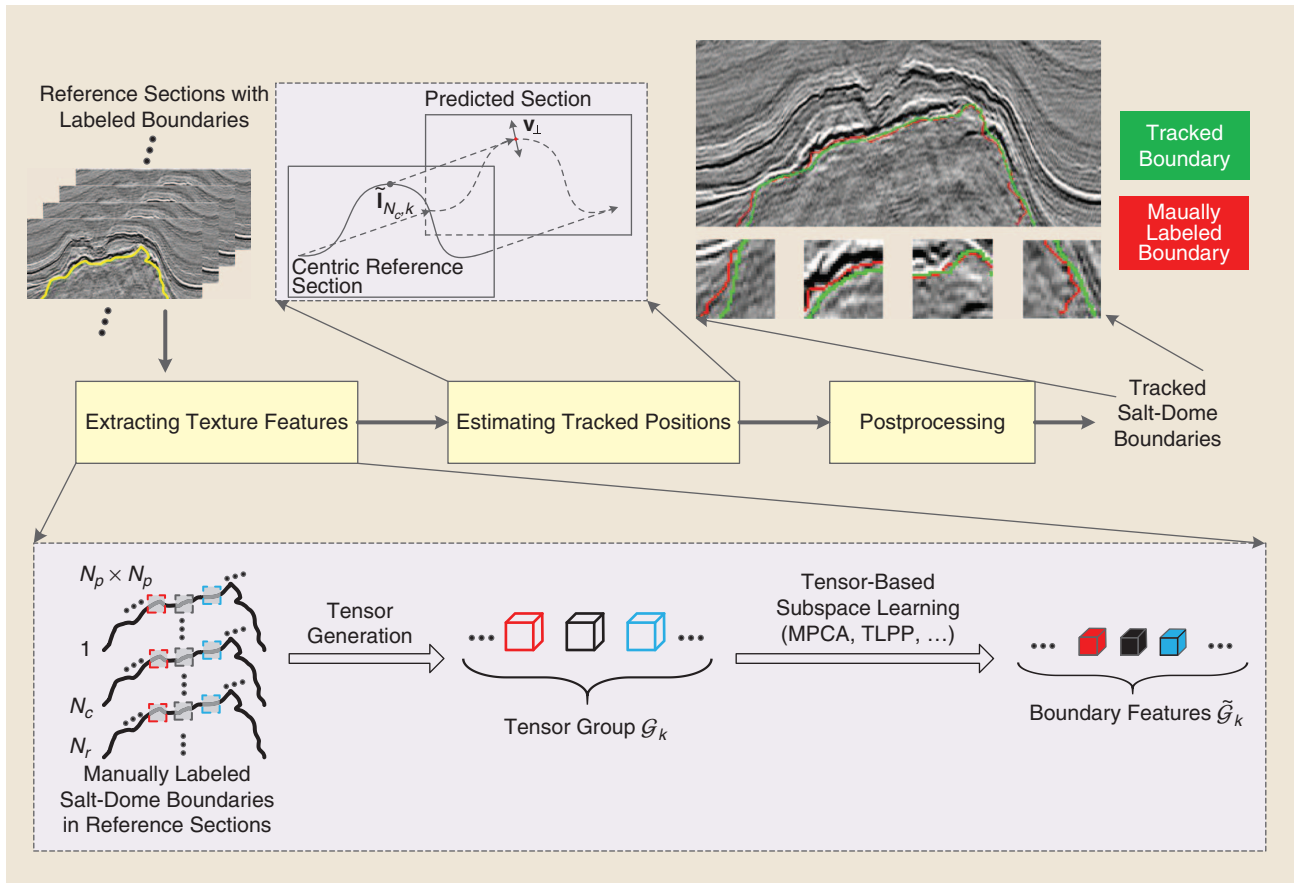 Reference Sections with
Labeled Boundaries
Predicted Section
v⊥
Ĩ_{N_c,k}
Centric Reference
Section
Tracked
Boundary
Maually
Labeled
Boundary
Extracting Texture Features
Estimating Tracked Positions
Postprocessing
Tracked
Salt-Dome
Boundaries
N_p × N_p
1
N_c
N_r
Manually Labeled
Salt-Dome Boundaries
in Reference Sections
Tensor
Generation
Tensor Group 𝒢_k
Tensor-Based
Subspace Learning
(MPCA, TLPP, ...)
Boundary Features 𝒢̃_k